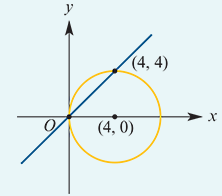 y
(4, 4)
O
(4, 0)
x